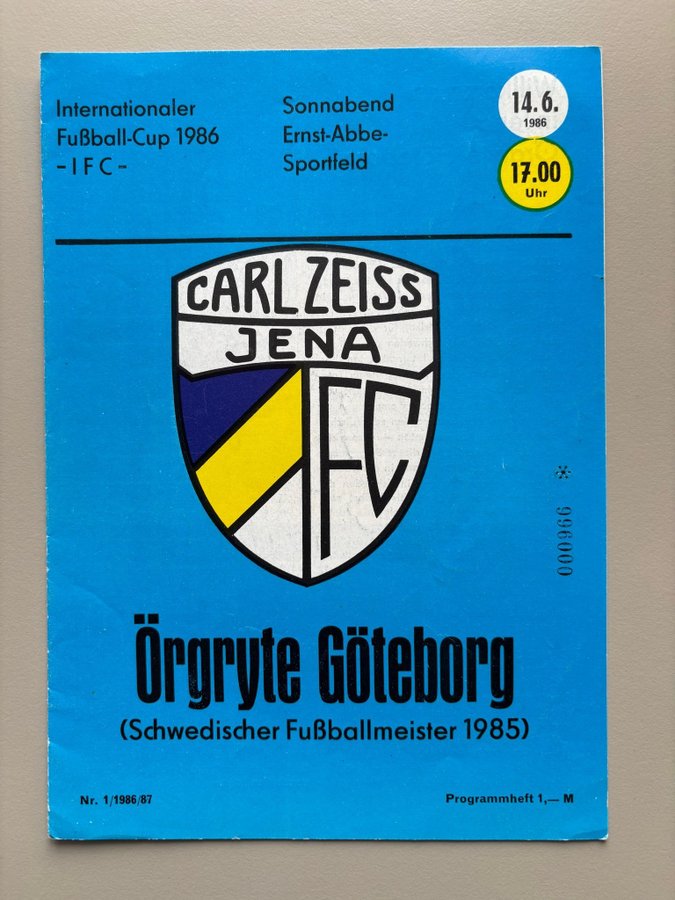 Internationaler
Fußball-Cup 1986
-IFC-
Sonnabend
Ernst-Abbe-
Sportfeld
14.6.
1986
17.00
Uhr
CARL ZEISS
JENA
FC
000966 *
Örgryte Göteborg
(Schwedischer Fußballmeister 1985)
Nr. 1/1986/87
Programmheft 1,— M